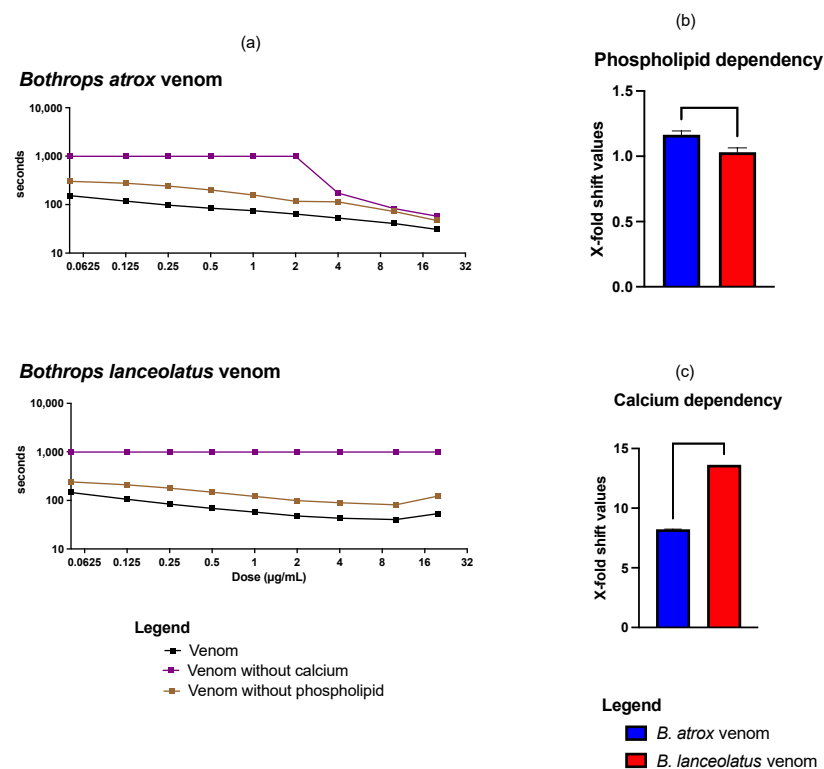 (a)
Bothrops atrox venom
10,000
1,000
100
10
seconds
0.0625 0.125 0.25 0.5 1 2 4 8 16 32
Bothrops lanceolatus venom
10,000
1,000
100
10
seconds
0.0625 0.125 0.25 0.5 1 2 4 8 16 32
Dose (µg/mL)
Legend
Venom
Venom without calcium
Venom without phospholipid
(b)
Phospholipid dependency
1.5
1.0
0.5
0.0
X-fold shift values
(c)
Calcium dependency
15
10
5
0
X-fold shift values
Legend
B. atrox venom
B. lanceolatus venom